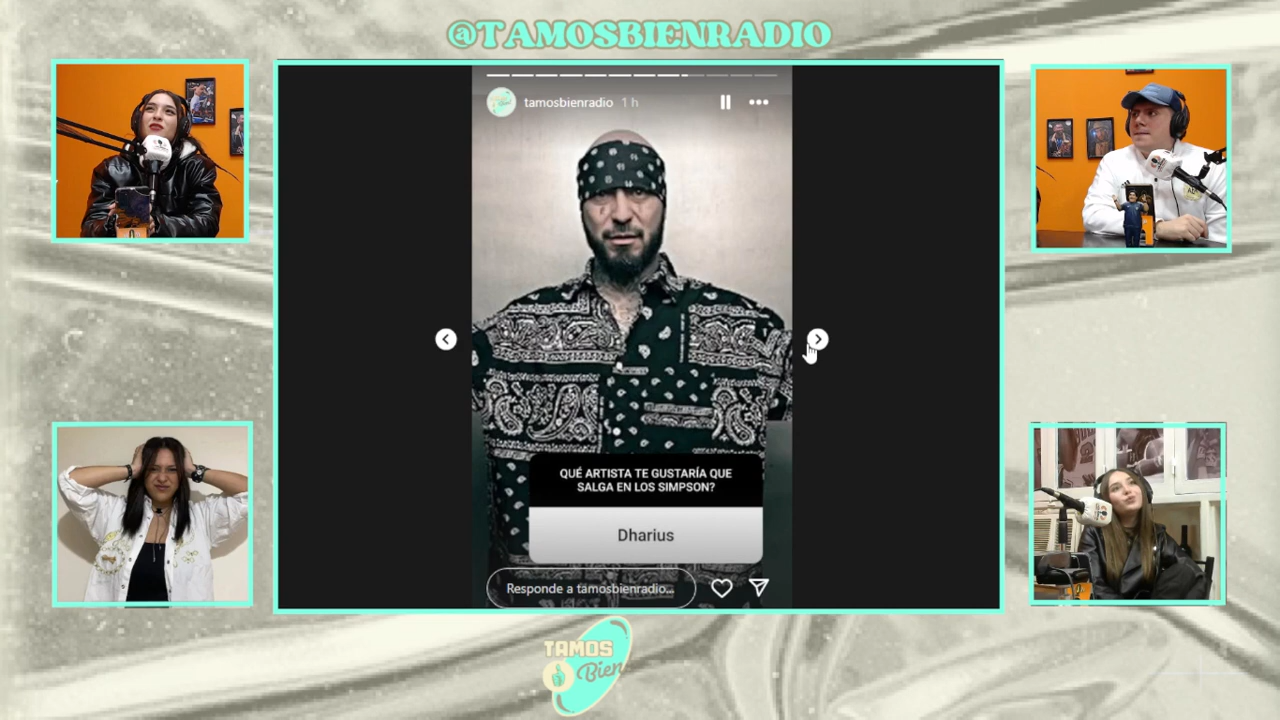 @TAMOSBIENRADIO
tamosbienradio 1 h
QUÉ ARTISTA TE GUSTARÍA QUE
SALGA EN LOS SIMPSON?
Dharius
Responde a tamosbienradio...
TAMOS
Bien